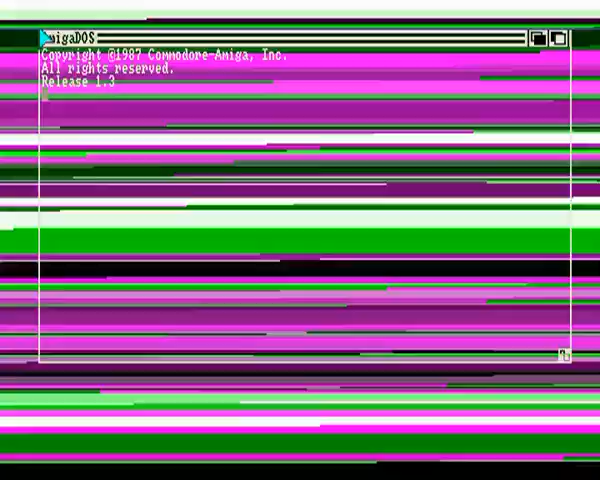 AmigaDOS
Copyright ©1987 Commodore-Amiga, Inc.
All rights reserved.
Release 1.3